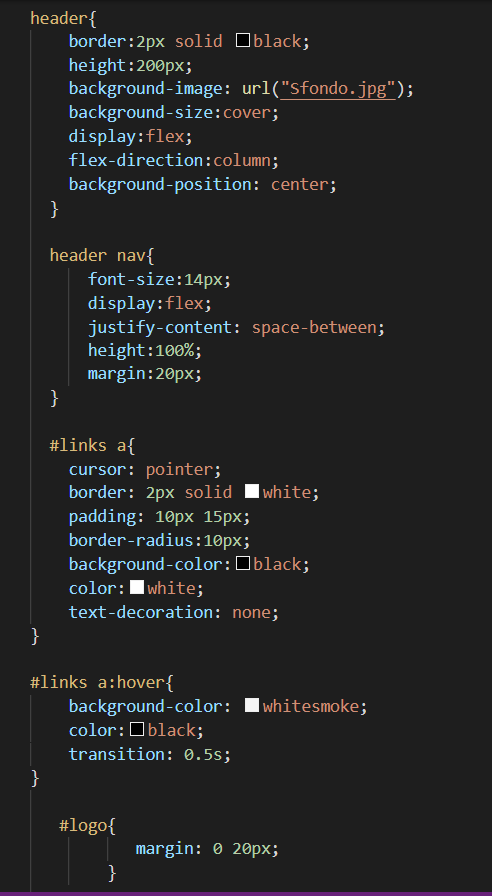 header{
border:2px solid black;
height:200px;
background-image: url("Sfondo.jpg");
background-size:cover;
display:flex;
flex-direction:column;
background-position: center;
}
header nav{
font-size:14px;
display:flex;
justify-content: space-between;
height:100%;
margin:20px;
}
#links a{
cursor: pointer;
border: 2px solid white;
padding: 10px 15px;
border-radius:10px;
background-color:black;
color:white;
text-decoration: none;
}
#links a:hover{
background-color: whitesmoke;
color:black;
transition: 0.5s;
}
#logo{
margin: 0 20px;
}